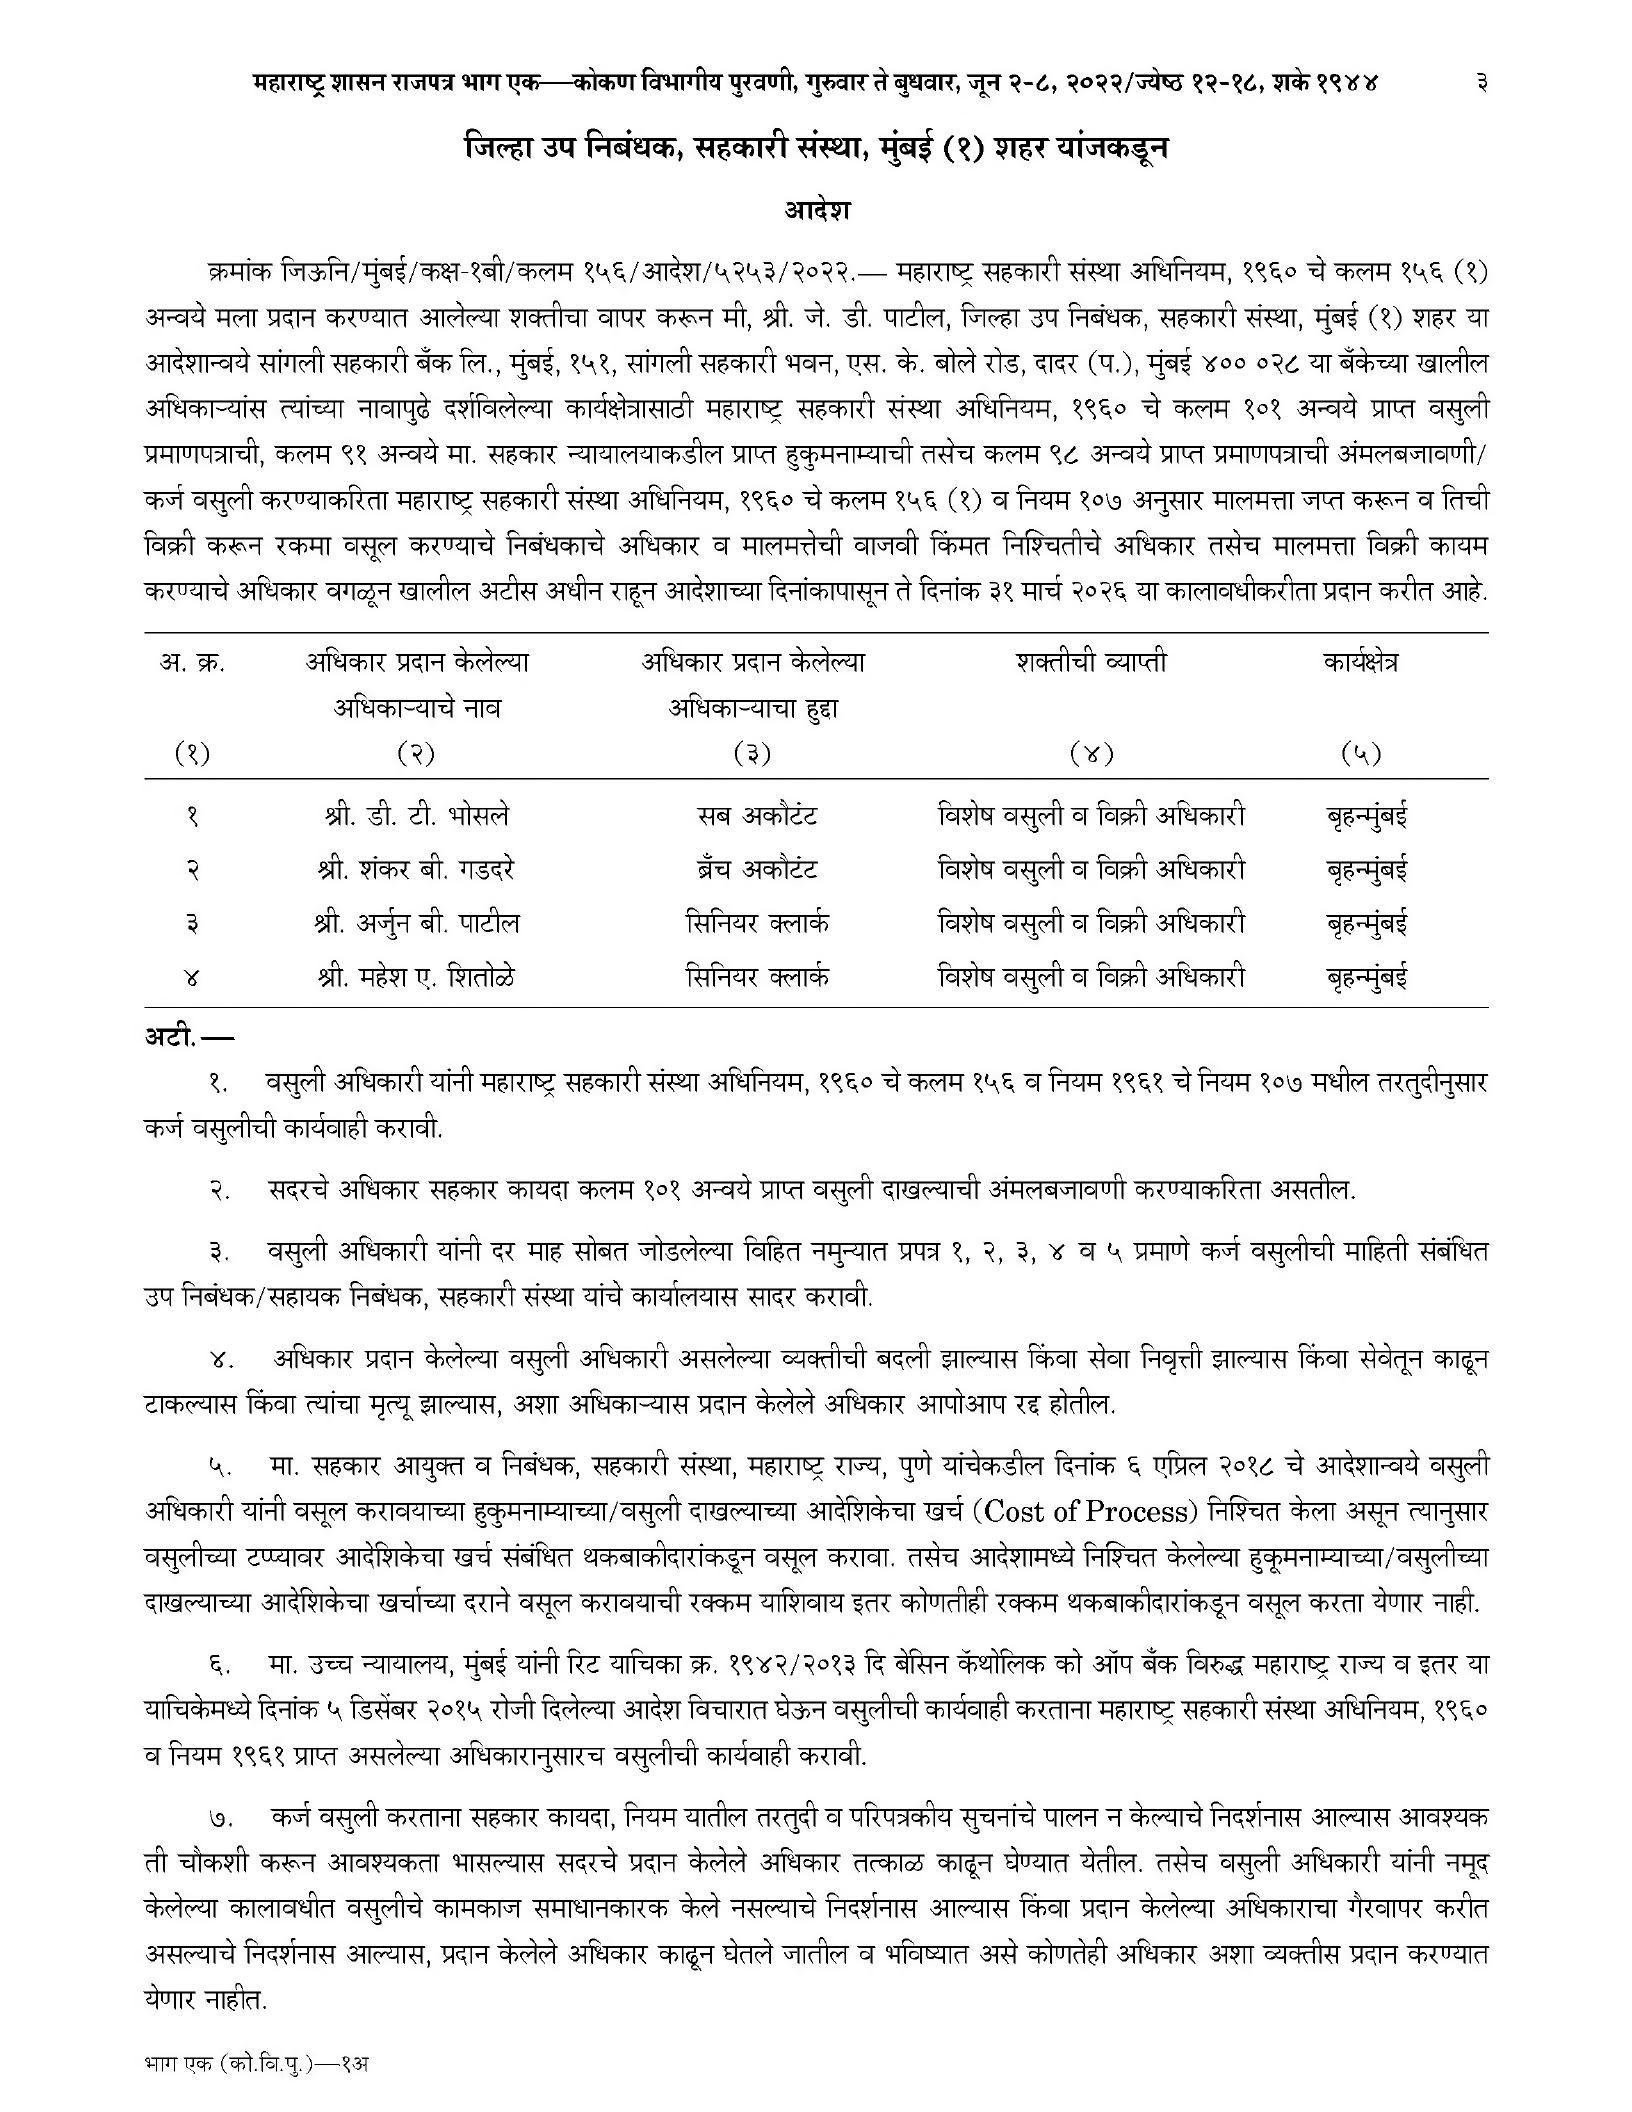 महाराष्ट्र शासन राजपत्र भाग एक—कोकण विभागीय पुरवणी, गुरुवार ते बुधवार, जून २-८, २०२२/ज्येष्ठ १२-१८, शके १९४४ ३
जिल्हा उप निबंधक, सहकारी संस्था, मुंबई (१) शहर यांजकडून
आदेश
क्रमांक जिऊनि/मुंबई/कक्ष-१बी/कलम १५६/आदेश/५२५३/२०२२.— महाराष्ट्र सहकारी संस्था अधिनियम, १९६० चे कलम १५६ (१)
अन्वये मला प्रदान करण्यात आलेल्या शक्तीचा वापर करून मी, श्री. जे. डी. पाटील, जिल्हा उप निबंधक, सहकारी संस्था, मुंबई (१) शहर या
आदेशान्वये सांगली सहकारी बँक लि., मुंबई, १५१, सांगली सहकारी भवन, एस. के. बोले रोड, दादर (प.), मुंबई ४०० ०२८ या बँकेच्या खालील
अधिकाऱ्यांस त्यांच्या नावापुढे दर्शविलेल्या कार्यक्षेत्रासाठी महाराष्ट्र सहकारी संस्था अधिनियम, १९६० चे कलम १०१ अन्वये प्राप्त वसुली
प्रमाणपत्राची, कलम ९१ अन्वये मा. सहकार न्यायालयाकडील प्राप्त हुकुमनाम्याची तसेच कलम ९८ अन्वये प्राप्त प्रमाणपत्राची अंमलबजावणी/
कर्ज वसुली करण्याकरिता महाराष्ट्र सहकारी संस्था अधिनियम, १९६० चे कलम १५६ (१) व नियम १०७ अनुसार मालमत्ता जप्त करून व तिची
विक्री करून रकमा वसूल करण्याचे निबंधकाचे अधिकार व मालमत्तेची वाजवी किंमत निश्चितीचे अधिकार तसेच मालमत्ता विक्री कायम
करण्याचे अधिकार वगळून खालील अटीस अधीन राहून आदेशाच्या दिनांकापासून ते दिनांक ३१ मार्च २०२६ या कालावधीकरीता प्रदान करीत आहे.
अ. क्र. अधिकार प्रदान केलेल्या अधिकार प्रदान केलेल्या शक्तीची व्याप्ती कार्यक्षेत्र
अधिकाऱ्याचे नाव अधिकाऱ्याचा हुद्दा
(१) (२) (३) (४) (५)
१ श्री. डी. टी. भोसले सब अकौटंट विशेष वसुली व विक्री अधिकारी बृहन्मुंबई
२ श्री. शंकर बी. गडदरे ब्रँच अकौटंट विशेष वसुली व विक्री अधिकारी बृहन्मुंबई
३ श्री. अर्जुन बी. पाटील सिनियर क्लार्क विशेष वसुली व विक्री अधिकारी बृहन्मुंबई
४ श्री. महेश ए. शितोळे सिनियर क्लार्क विशेष वसुली व विक्री अधिकारी बृहन्मुंबई
अटी.—
१. वसुली अधिकारी यांनी महाराष्ट्र सहकारी संस्था अधिनियम, १९६० चे कलम १५६ व नियम १९६१ चे नियम १०७ मधील तरतुदीनुसार
कर्ज वसुलीची कार्यवाही करावी.
२. सदरचे अधिकार सहकार कायदा कलम १०१ अन्वये प्राप्त वसुली दाखल्याची अंमलबजावणी करण्याकरिता असतील.
३. वसुली अधिकारी यांनी दर माह सोबत जोडलेल्या विहित नमुन्यात प्रपत्र १, २, ३, ४ व ५ प्रमाणे कर्ज वसुलीची माहिती संबंधित
उप निबंधक/सहायक निबंधक, सहकारी संस्था यांचे कार्यालयास सादर करावी.
४. अधिकार प्रदान केलेल्या वसुली अधिकारी असलेल्या व्यक्तीची बदली झाल्यास किंवा सेवा निवृत्ती झाल्यास किंवा सेवेतून काढून
टाकल्यास किंवा त्यांचा मृत्यू झाल्यास, अशा अधिकाऱ्यास प्रदान केलेले अधिकार आपोआप रद्द होतील.
५. मा. सहकार आयुक्त व निबंधक, सहकारी संस्था, महाराष्ट्र राज्य, पुणे यांचेकडील दिनांक ६ एप्रिल २०१८ चे आदेशान्वये वसुली
अधिकारी यांनी वसूल करावयाच्या हुकुमनाम्याच्या/वसुली दाखल्याच्या आदेशिकेचा खर्च (Cost of Process) निश्चित केला असून त्यानुसार
वसुलीच्या टप्प्यावर आदेशिकेचा खर्च संबंधित थकबाकीदारांकडून वसूल करावा. तसेच आदेशामध्ये निश्चित केलेल्या हुकूमनाम्याच्या/वसुलीच्या
दाखल्याच्या आदेशिकेचा खर्चाच्या दराने वसूल करावयाची रक्कम याशिवाय इतर कोणतीही रक्कम थकबाकीदारांकडून वसूल करता येणार नाही.
६. मा. उच्च न्यायालय, मुंबई यांनी रिट याचिका क्र. १९४२/२०१३ दि बेसिन कॅथोलिक को ऑप बँक विरुद्ध महाराष्ट्र राज्य व इतर या
याचिकेमध्ये दिनांक ५ डिसेंबर २०१५ रोजी दिलेल्या आदेश विचारात घेऊन वसुलीची कार्यवाही करताना महाराष्ट्र सहकारी संस्था अधिनियम, १९६०
व नियम १९६१ प्राप्त असलेल्या अधिकारानुसारच वसुलीची कार्यवाही करावी.
७. कर्ज वसुली करताना सहकार कायदा, नियम यातील तरतुदी व परिपत्रकीय सुचनांचे पालन न केल्याचे निदर्शनास आल्यास आवश्यक
ती चौकशी करून आवश्यकता भासल्यास सदरचे प्रदान केलेले अधिकार तत्काळ काढून घेण्यात येतील. तसेच वसुली अधिकारी यांनी नमूद
केलेल्या कालावधीत वसुलीचे कामकाज समाधानकारक केले नसल्याचे निदर्शनास आल्यास किंवा प्रदान केलेल्या अधिकाराचा गैरवापर करीत
असल्याचे निदर्शनास आल्यास, प्रदान केलेले अधिकार काढून घेतले जातील व भविष्यात असे कोणतेही अधिकार अशा व्यक्तीस प्रदान करण्यात
येणार नाहीत.
भाग एक (को.वि.पु.)—१अ